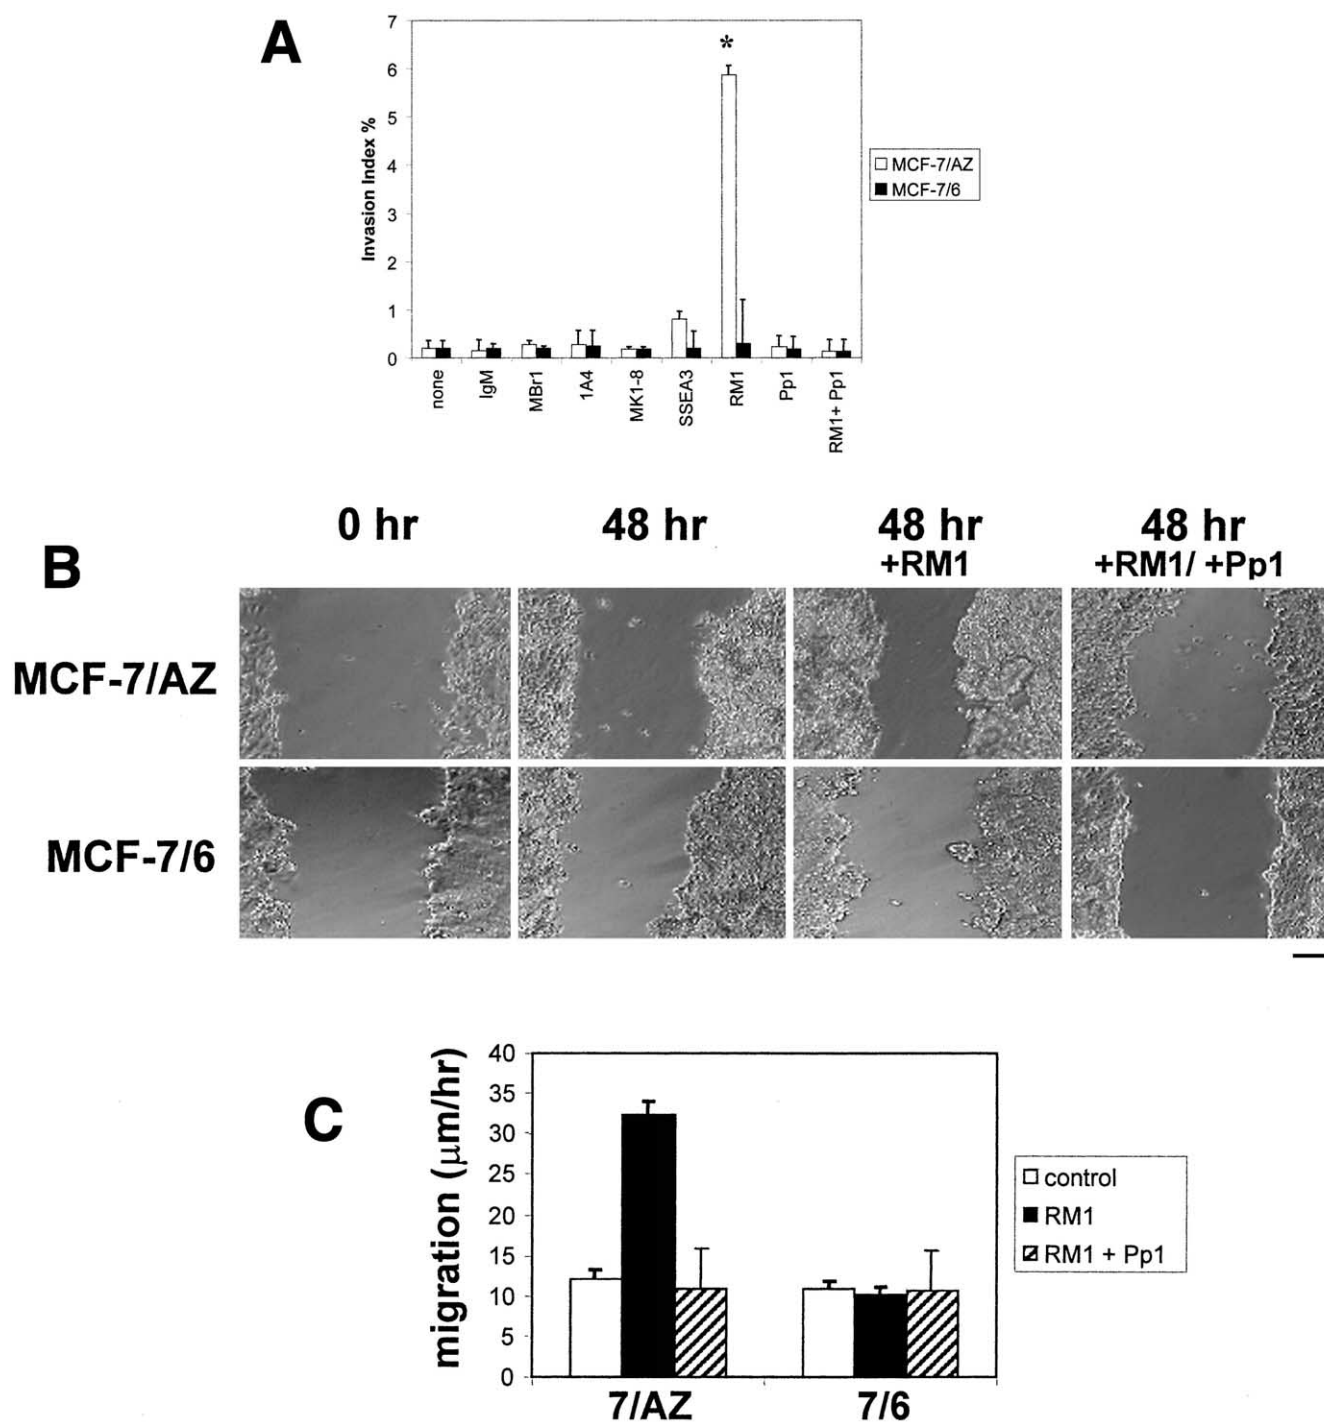 A
7
6
5
4
3
2
1
0
Invasion Index %
*
none
IgM
MBr1
1A4
MK1-8
SSEA3
RM1
Pp1
RM1+ Pp1
MCF-7/AZ
MCF-7/6
B
0 hr
48 hr
48 hr
+RM1
48 hr
+RM1/ +Pp1
MCF-7/AZ
MCF-7/6
C
migration (μm/hr)
40
35
30
25
20
15
10
5
0
7/AZ
7/6
control
RM1
RM1 + Pp1